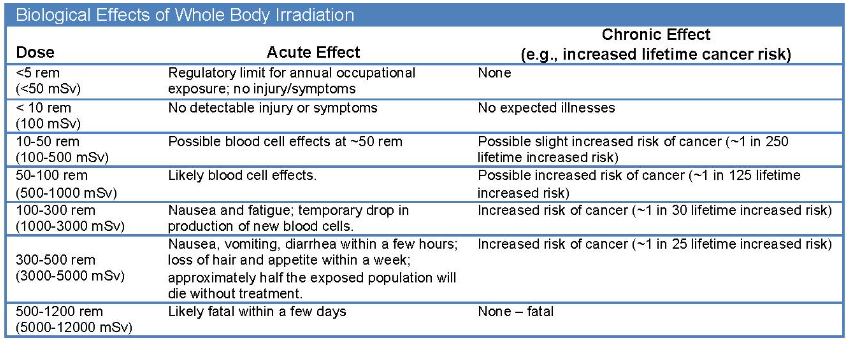 Biological Effects of Whole Body Irradiation
Dose Acute Effect Chronic Effect
(e.g., increased lifetime cancer risk)
<5 rem Regulatory limit for annual occupational None
(<50 mSv) exposure; no injury/symptoms
< 10 rem No detectable injury or symptoms No expected illnesses
(100 mSv)
10-50 rem Possible blood cell effects at ~50 rem Possible slight increased risk of cancer (~1 in 250
(100-500 mSv) lifetime increased risk)
50-100 rem Likely blood cell effects. Possible increased risk of cancer (~1 in 125 lifetime
(500-1000 mSv) increased risk)
100-300 rem Nausea and fatigue; temporary drop in Increased risk of cancer (~1 in 30 lifetime increased risk)
(1000-3000 mSv) production of new blood cells.
Nausea, vomiting, diarrhea within a few hours; Increased risk of cancer (~1 in 25 lifetime increased risk)
300-500 rem loss of hair and appetite within a week;
(3000-5000 mSv) approximately half the exposed population will
die without treatment.
500-1200 rem Likely fatal within a few days None – fatal
(5000-12000 mSv)